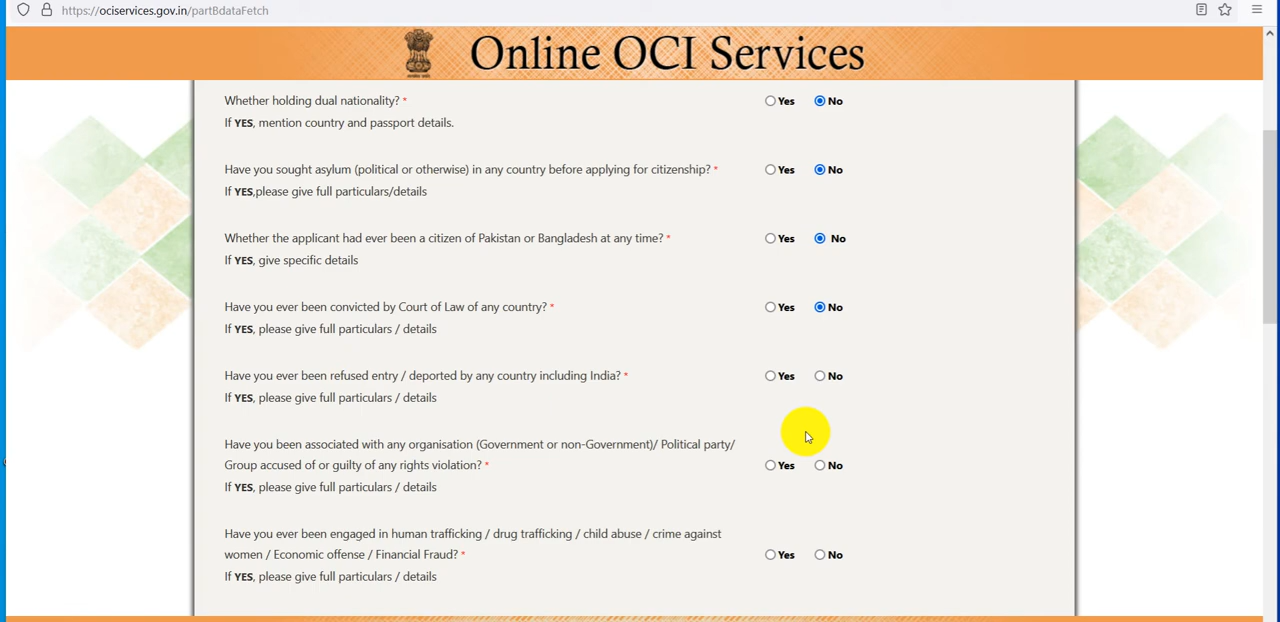 https://ociservices.gov.in/partBdataFetch
Online OCI Services
Whether holding dual nationality? * Yes No
If YES, mention country and passport details.
Have you sought asylum (political or otherwise) in any country before applying for citizenship? * Yes No
If YES,please give full particulars/details
Whether the applicant had ever been a citizen of Pakistan or Bangladesh at any time? * Yes No
If YES, give specific details
Have you ever been convicted by Court of Law of any country? * Yes No
If YES, please give full particulars / details
Have you ever been refused entry / deported by any country including India? * Yes No
If YES, please give full particulars / details
Have you been associated with any organisation (Government or non-Government)/ Political party/
Group accused of or guilty of any rights violation? * Yes No
If YES, please give full particulars / details
Have you ever been engaged in human trafficking / drug trafficking / child abuse / crime against
women / Economic offense / Financial Fraud? * Yes No
If YES, please give full particulars / details